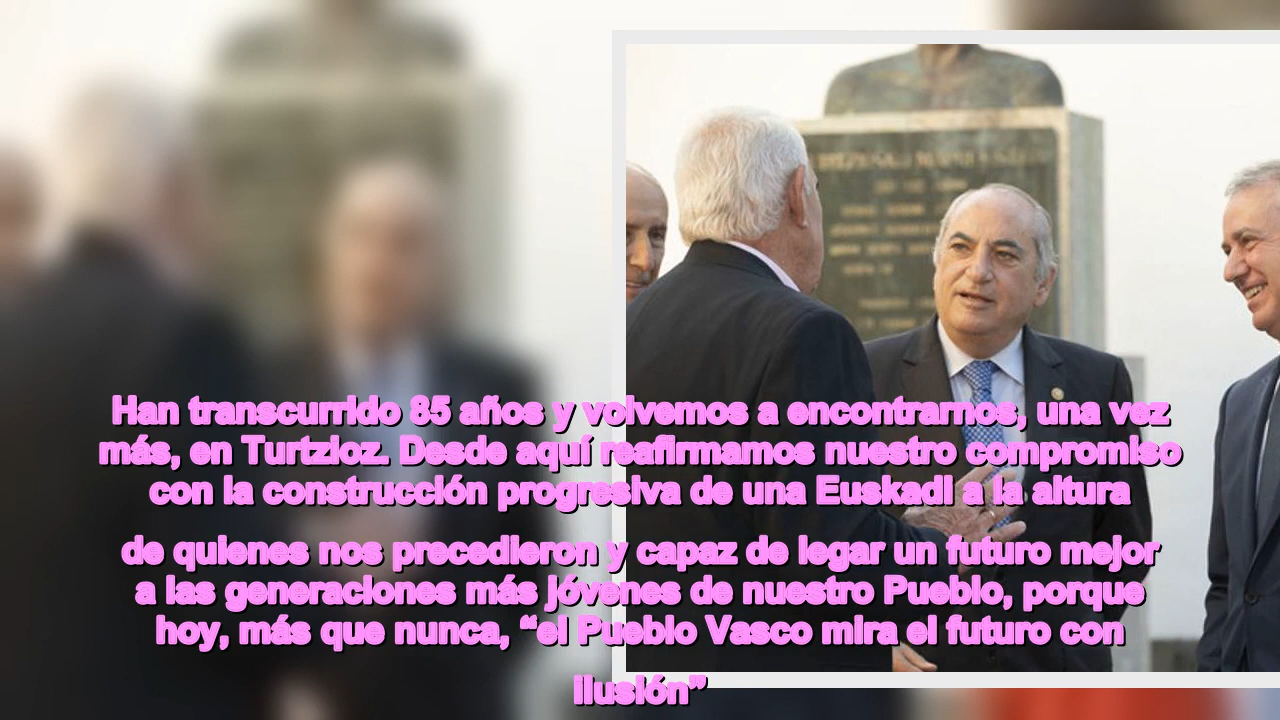 Han transcurrido 85 años y volvemos a encontrarnos, una vez
más, en Turtzioz. Desde aquí reafirmamos nuestro compromiso
con la construcción progresiva de una Euskadi a la altura
de quienes nos precedieron y capaz de legar un futuro mejor
a las generaciones más jóvenes de nuestro Pueblo, porque
hoy, más que nunca, “el Pueblo Vasco mira el futuro con
ilusión”